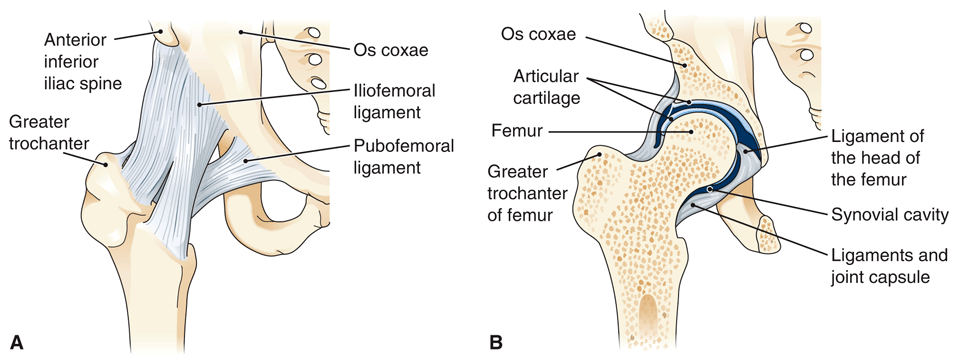 Anterior
inferior
iliac spine
Greater
trochanter
Os coxae
Iliofemoral
ligament
Pubofemoral
ligament
A
Os coxae
Articular
cartilage
Femur
Greater
trochanter
of femur
Ligament of
the head of
the femur
Synovial cavity
Ligaments and
joint capsule
B